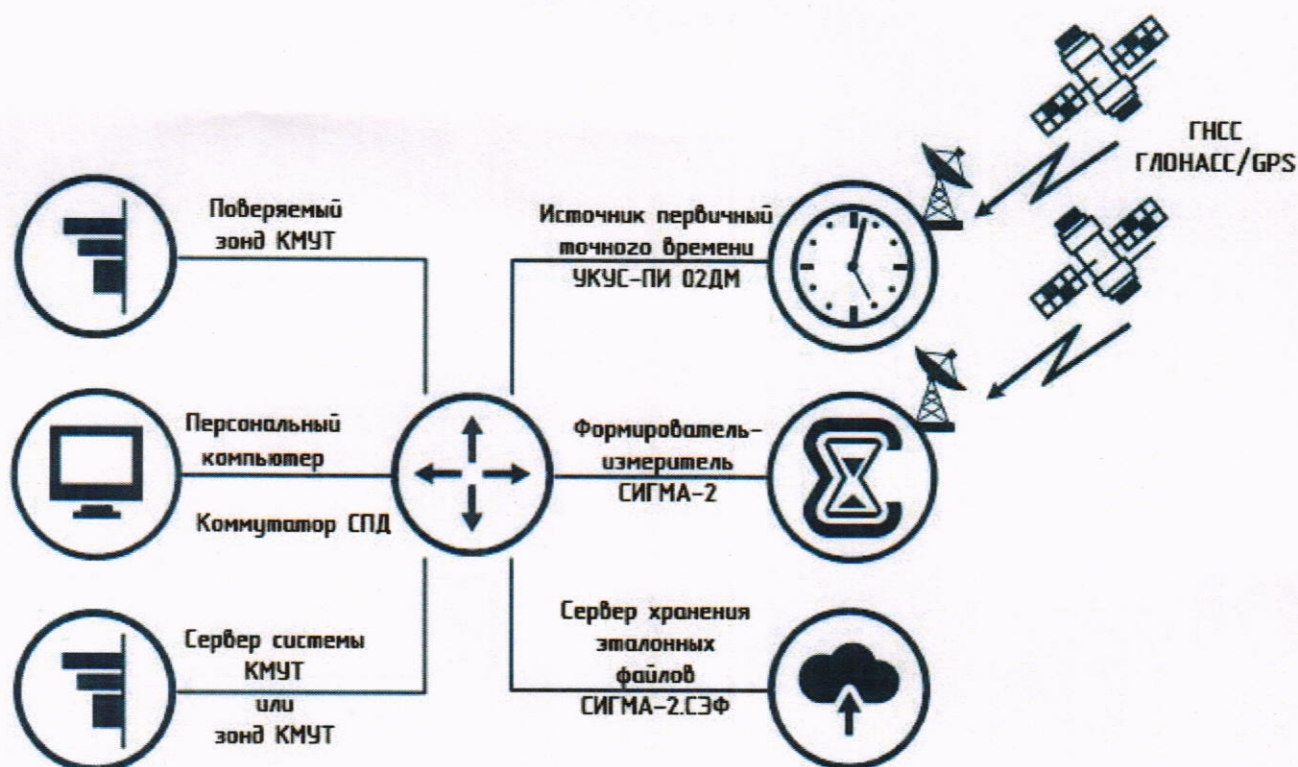 ГНСС
ГЛОНАСС/GPS
Поверяемый
зонд КМУТ
Источник первичный
точного времени
УКУС-ПИ 02ДМ
Персональный
компьютер
Коммутатор СПД
Формирователь-
измеритель
СИГМА-2
Сервер системы
КМУТ
или
зонд КМУТ
Сервер хранения
эталонных
файлов
СИГМА-2.СЭФ